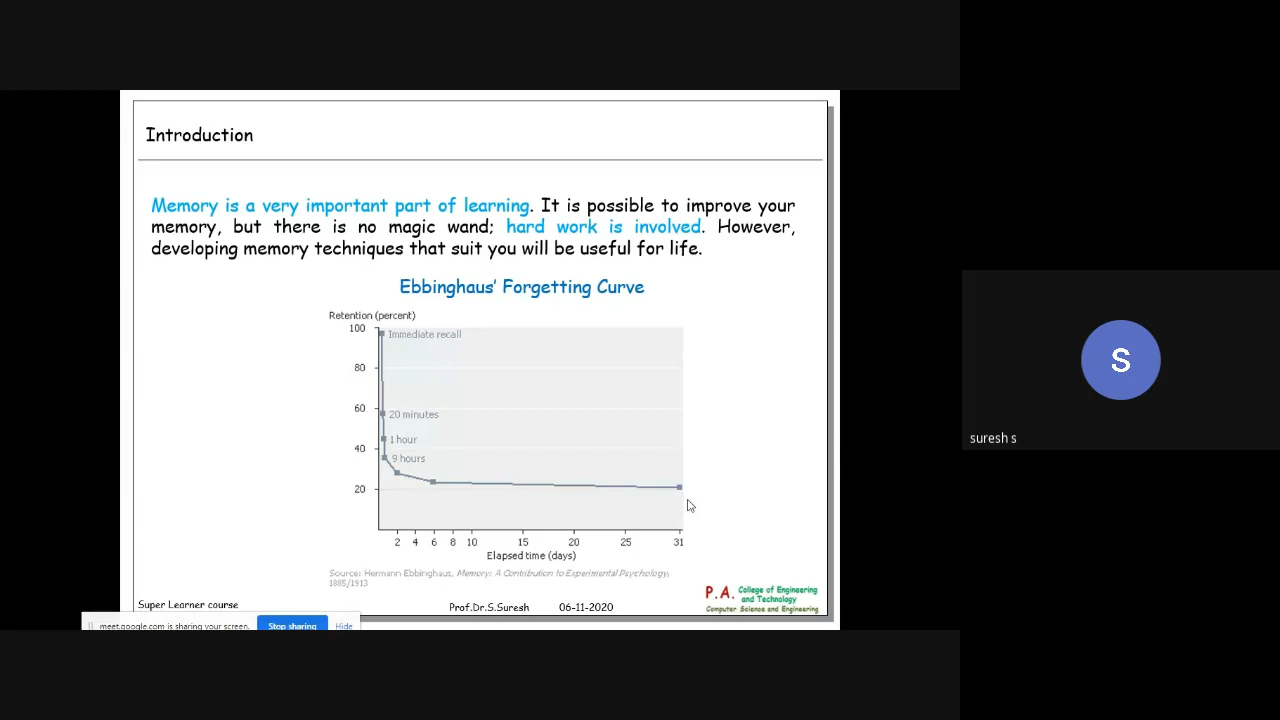 Introduction
Memory is a very important part of learning. It is possible to improve your
memory, but there is no magic wand; hard work is involved. However,
developing memory techniques that suit you will be useful for life.
Ebbinghaus' Forgetting Curve
Retention (percent)
100
Immediate recall
80
60
20 minutes
1 hour
40
9 hours
20
2 4 6 8 10 15 20 25 31
Elapsed time (days)
Source: Hermann Ebbinghaus, Memory: A Contribution to Experimental Psychology,
1885/1913
P.A. College of Engineering
and Technology
Computer Science and Engineering
Super Learner course Prof.Dr.S.Suresh 06-11-2020
meet.google.com is sharing your screen. Stop sharing Hide
S
suresh s